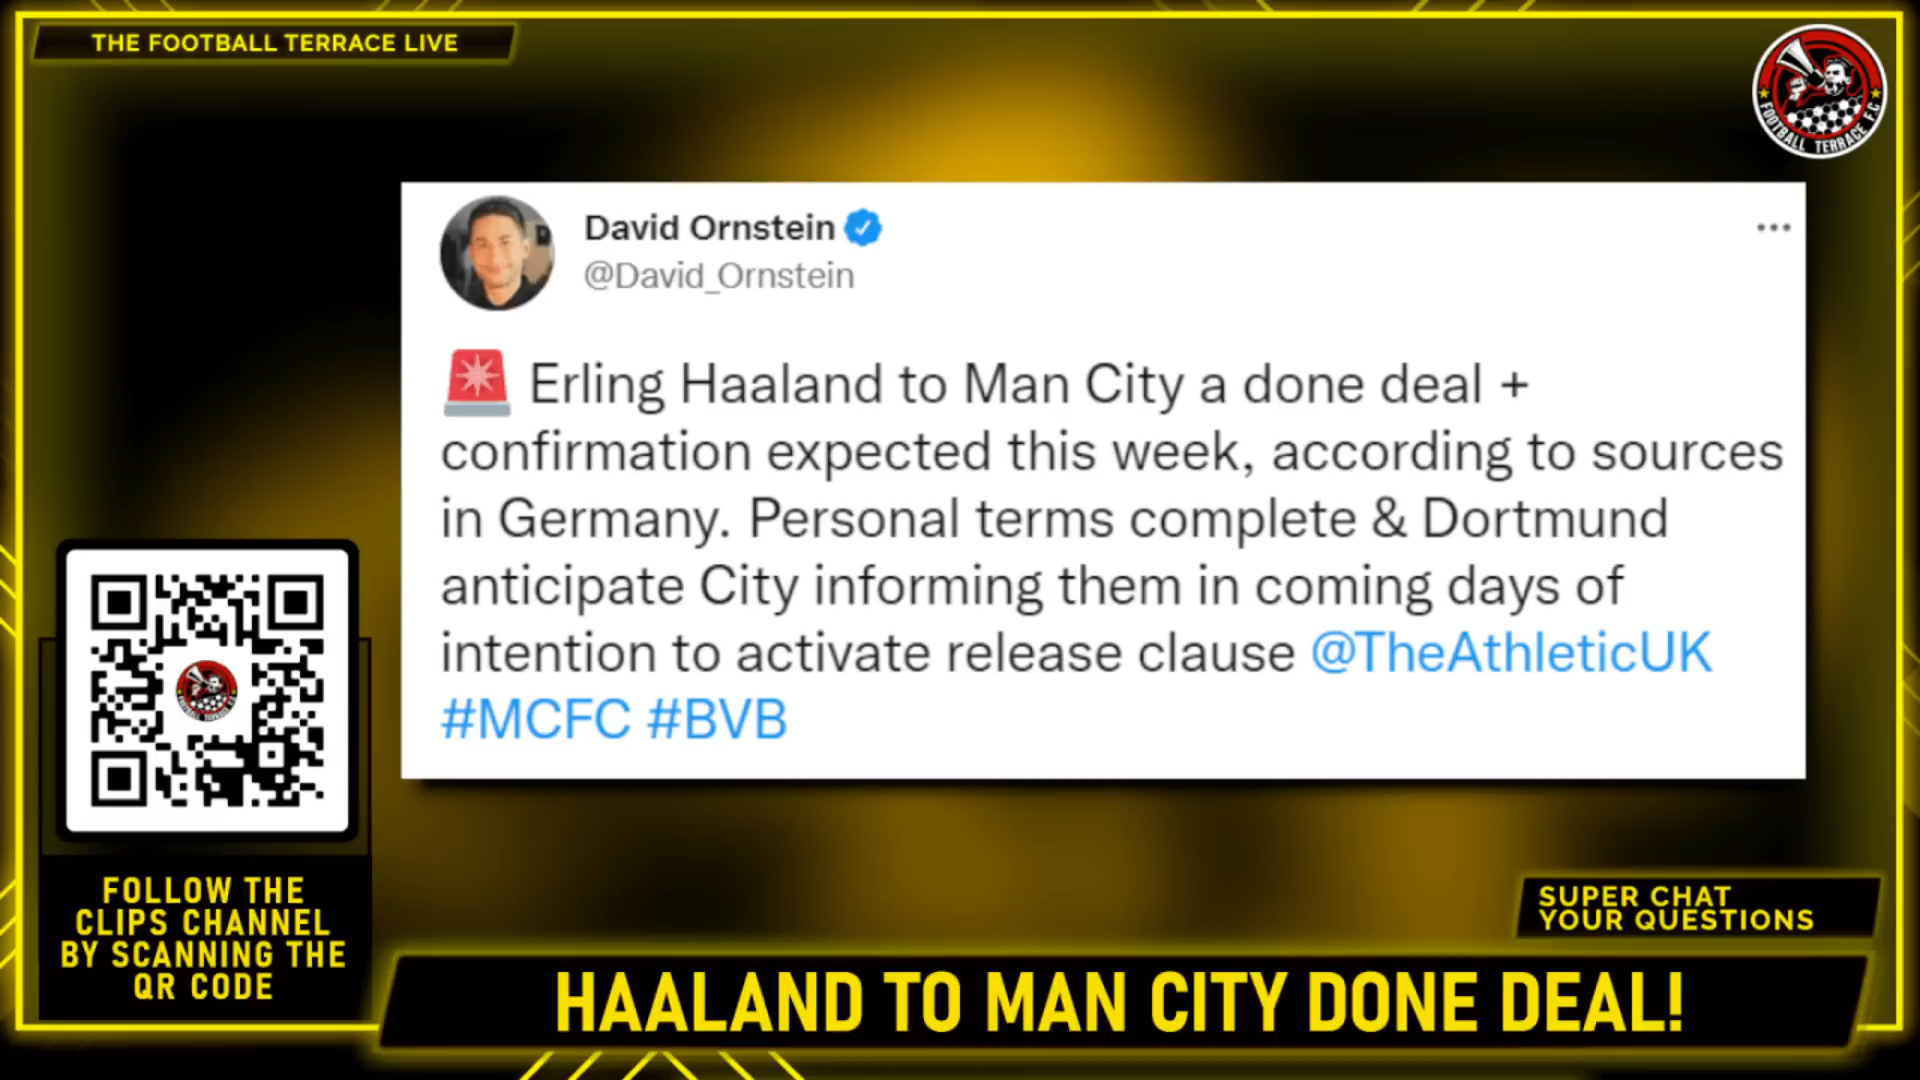 THE FOOTBALL TERRACE LIVE
FOOTBALL TERRACE F.C
David Ornstein
@David_Ornstein
Erling Haaland to Man City a done deal +
confirmation expected this week, according to sources
in Germany. Personal terms complete & Dortmund
anticipate City informing them in coming days of
intention to activate release clause @TheAthleticUK
#MCFC #BVB
FOLLOW THE
CLIPS CHANNEL
BY SCANNING THE
QR CODE
SUPER CHAT
YOUR QUESTIONS
HAALAND TO MAN CITY DONE DEAL!